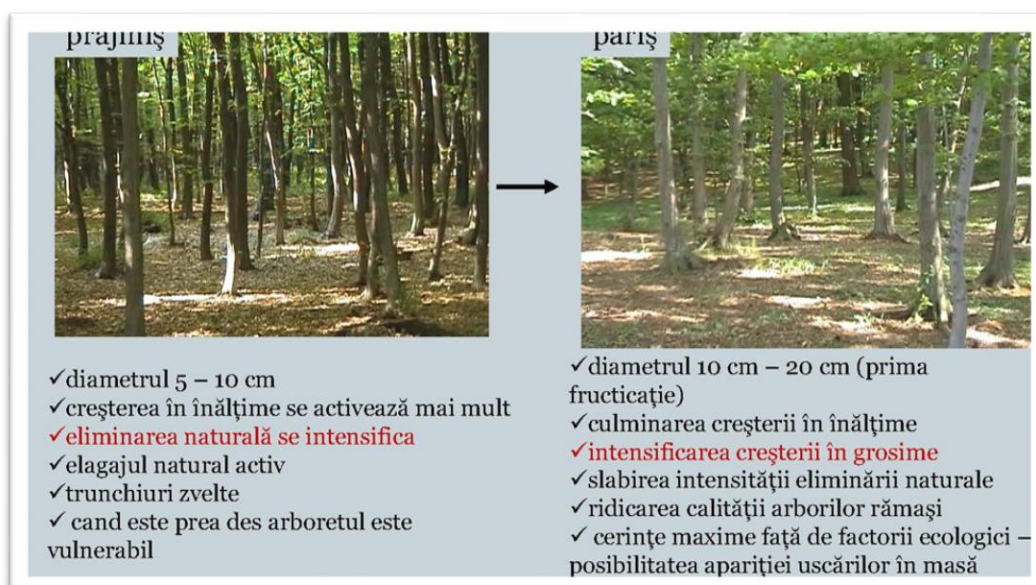 prăjiniş
pariş
✓diametrul 5 – 10 cm
✓creşterea în înălţime se activează mai mult
✓eliminarea naturală se intensifica
✓elagajul natural activ
✓trunchiuri zvelte
✓ cand este prea des arboretul este
vulnerabil
✓diametrul 10 cm – 20 cm (prima
fructicaţie)
✓culminarea creşterii în înălţime
✓intensificarea creşterii în grosime
✓slabirea intensităţii eliminării naturale
✓ridicarea calităţii arborilor rămaşi
✓ cerinţe maxime faţă de factorii ecologici –
posibilitatea apariţiei uscărilor în masă